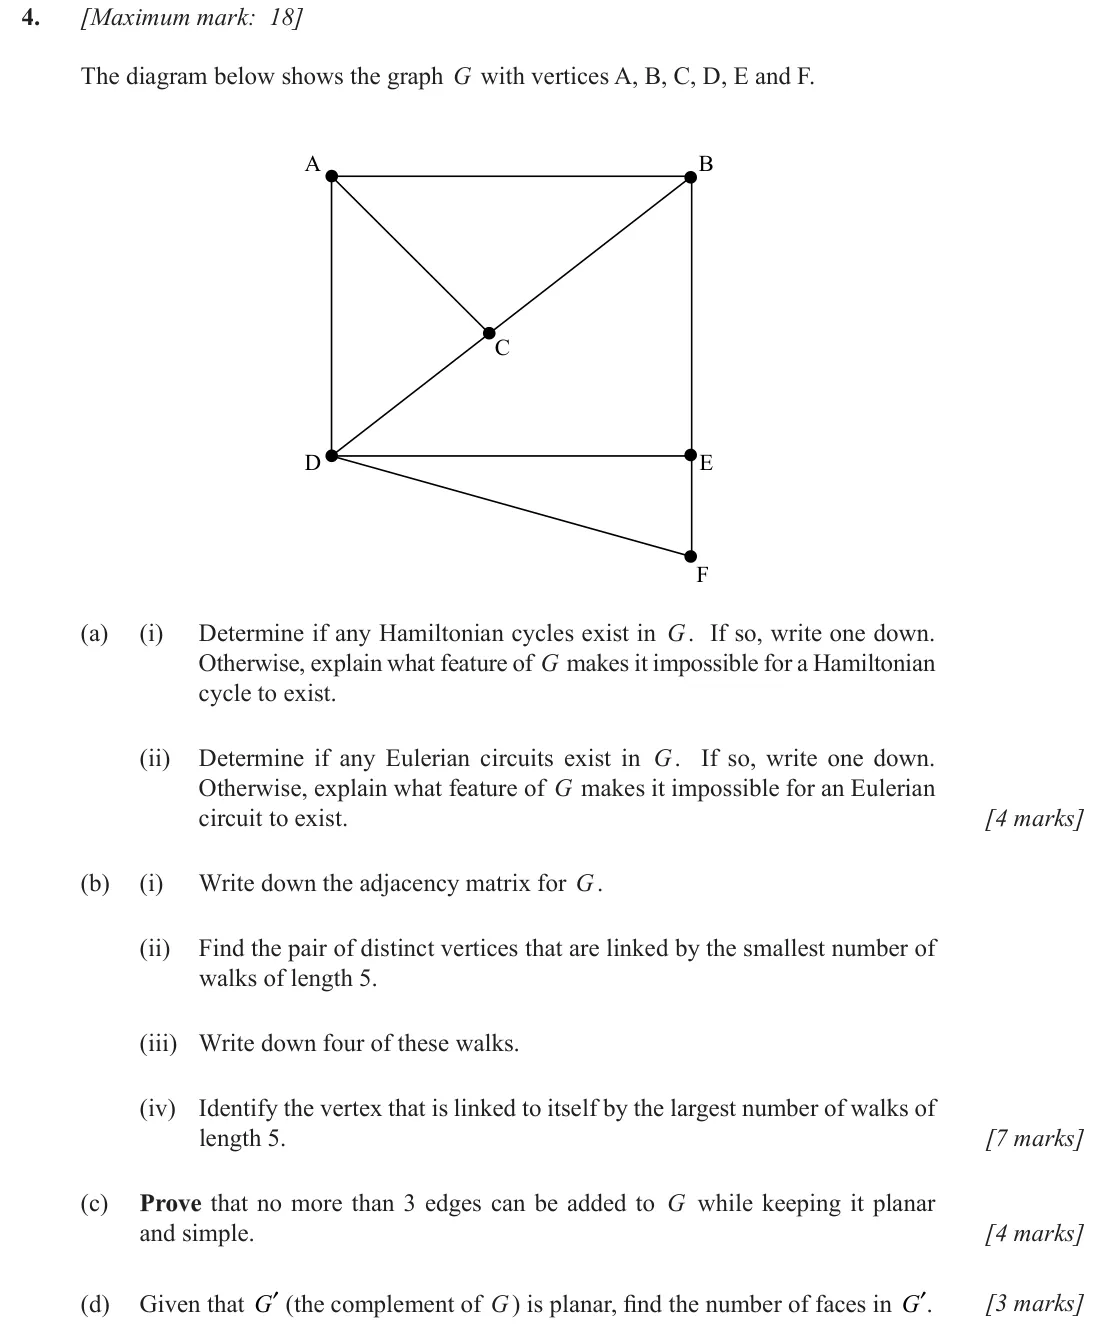 4. [Maximum mark: 18]
The diagram below shows the graph G with vertices A, B, C, D, E and F.
A
B
C
D
E
F
(a) (i) Determine if any Hamiltonian cycles exist in G. If so, write one down.
Otherwise, explain what feature of G makes it impossible for a Hamiltonian
cycle to exist.
(ii) Determine if any Eulerian circuits exist in G. If so, write one down.
Otherwise, explain what feature of G makes it impossible for an Eulerian
circuit to exist. [4 marks]
(b) (i) Write down the adjacency matrix for G.
(ii) Find the pair of distinct vertices that are linked by the smallest number of
walks of length 5.
(iii) Write down four of these walks.
(iv) Identify the vertex that is linked to itself by the largest number of walks of
length 5. [7 marks]
(c) Prove that no more than 3 edges can be added to G while keeping it planar
and simple. [4 marks]
(d) Given that G′ (the complement of G) is planar, find the number of faces in G′. [3 marks]